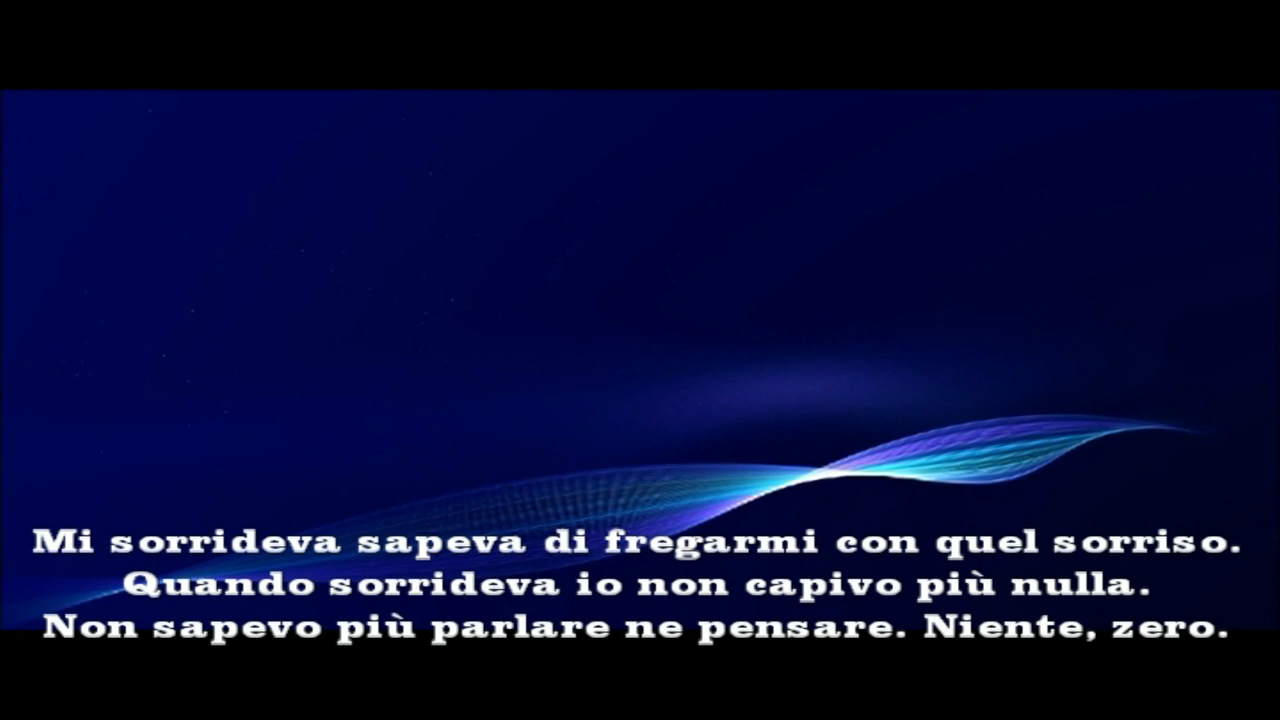 Mi sorrideva sapeva di fregarmi con quel sorriso.
Quando sorrideva io non capivo più nulla.
Non sapevo più parlare ne pensare. Niente, zero.